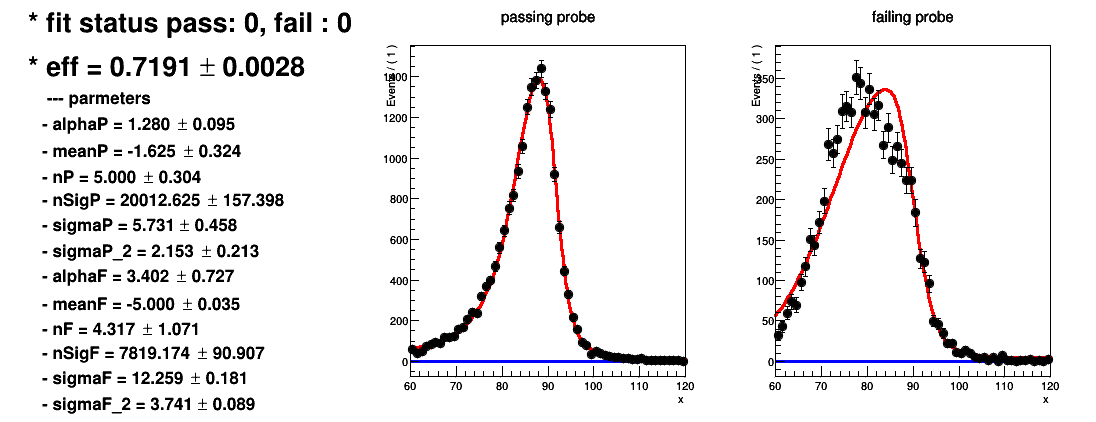 * fit status pass: 0, fail : 0
* eff = 0.7191 ± 0.0028
--- parmeters
- alphaP = 1.280 ± 0.095
- meanP = -1.625 ± 0.324
- nP = 5.000 ± 0.304
- nSigP = 20012.625 ± 157.398
- sigmaP = 5.731 ± 0.458
- sigmaP_2 = 2.153 ± 0.213
- alphaF = 3.402 ± 0.727
- meanF = -5.000 ± 0.035
- nF = 4.317 ± 1.071
- nSigF = 7819.174 ± 90.907
- sigmaF = 12.259 ± 0.181
- sigmaF_2 = 3.741 ± 0.089
passing probe
Events / ( 1 )
1400
1200
1000
800
600
400
200
0
60 70 80 90 100 110 120
x
failing probe
Events / ( 1 )
350
300
250
200
150
100
50
0
60 70 80 90 100 110 120
x